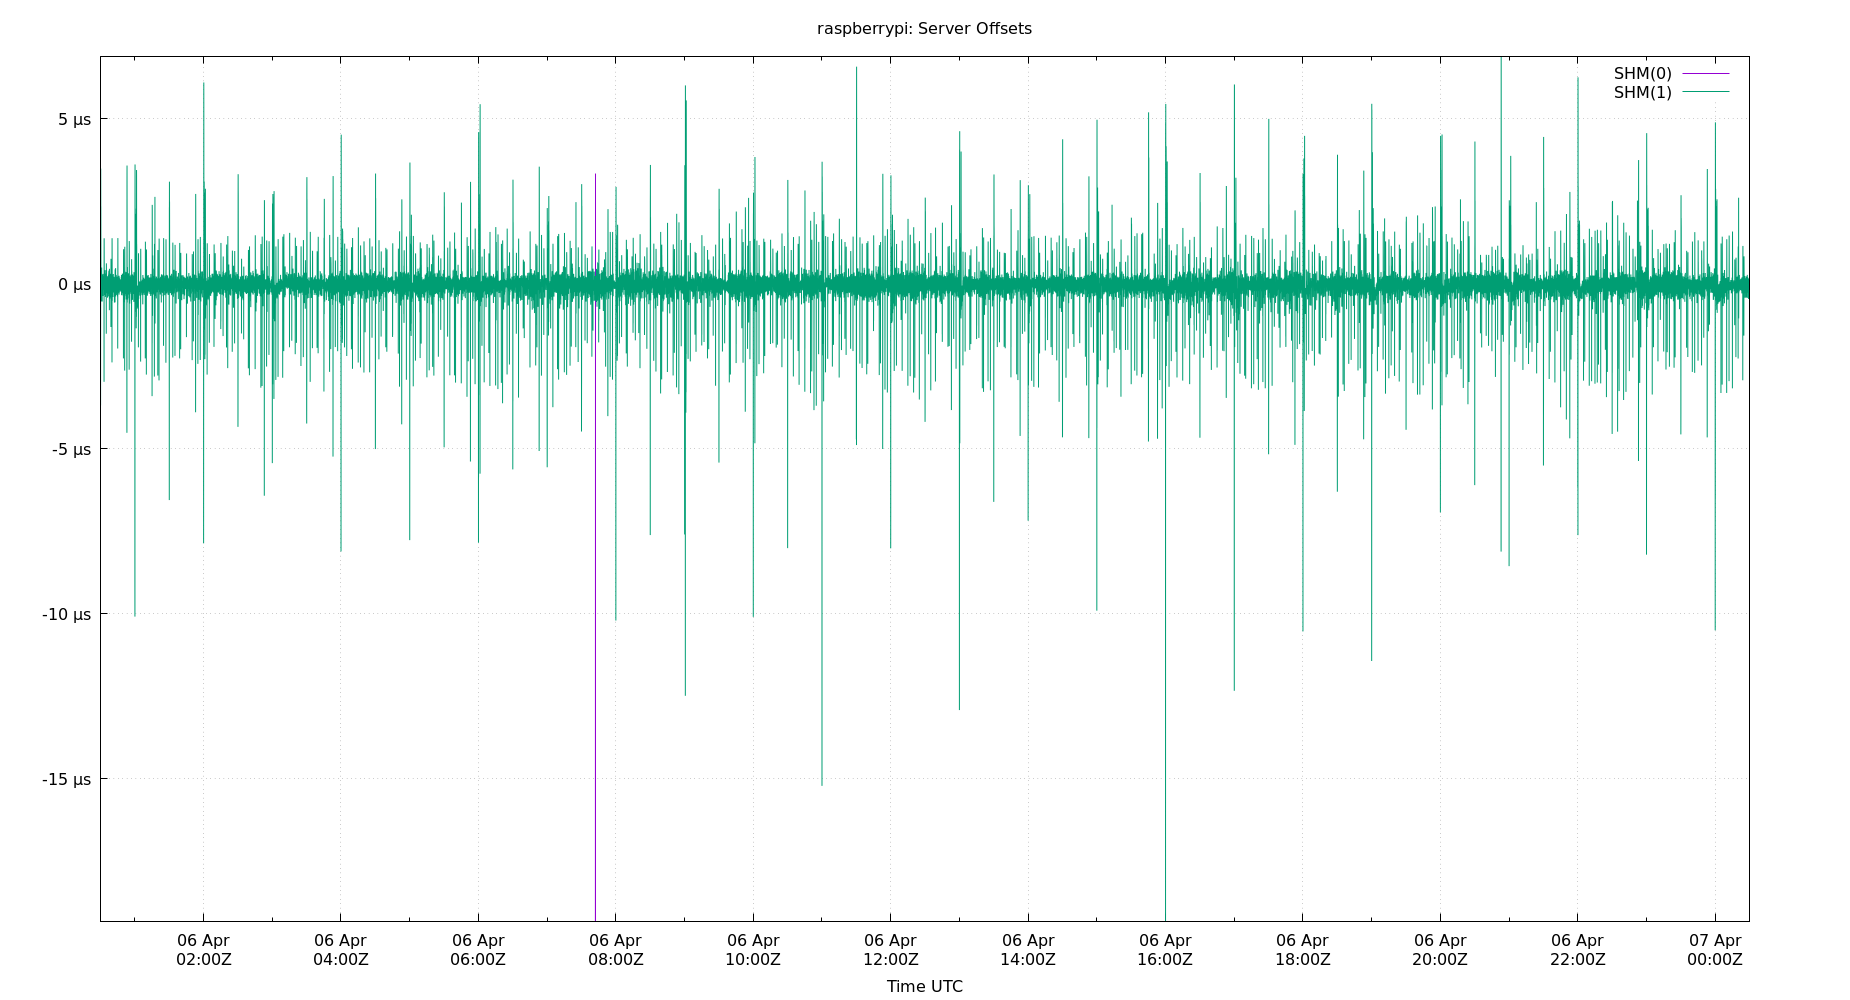 raspberrypi: Server Offsets
SHM(0)
SHM(1)
5 µs
0 µs
-5 µs
-10 µs
-15 µs
06 Apr 06 Apr 06 Apr 06 Apr 06 Apr 06 Apr 06 Apr 06 Apr 06 Apr 06 Apr 06 Apr 07 Apr
02:00Z 04:00Z 06:00Z 08:00Z 10:00Z 12:00Z 14:00Z 16:00Z 18:00Z 20:00Z 22:00Z 00:00Z
Time UTC